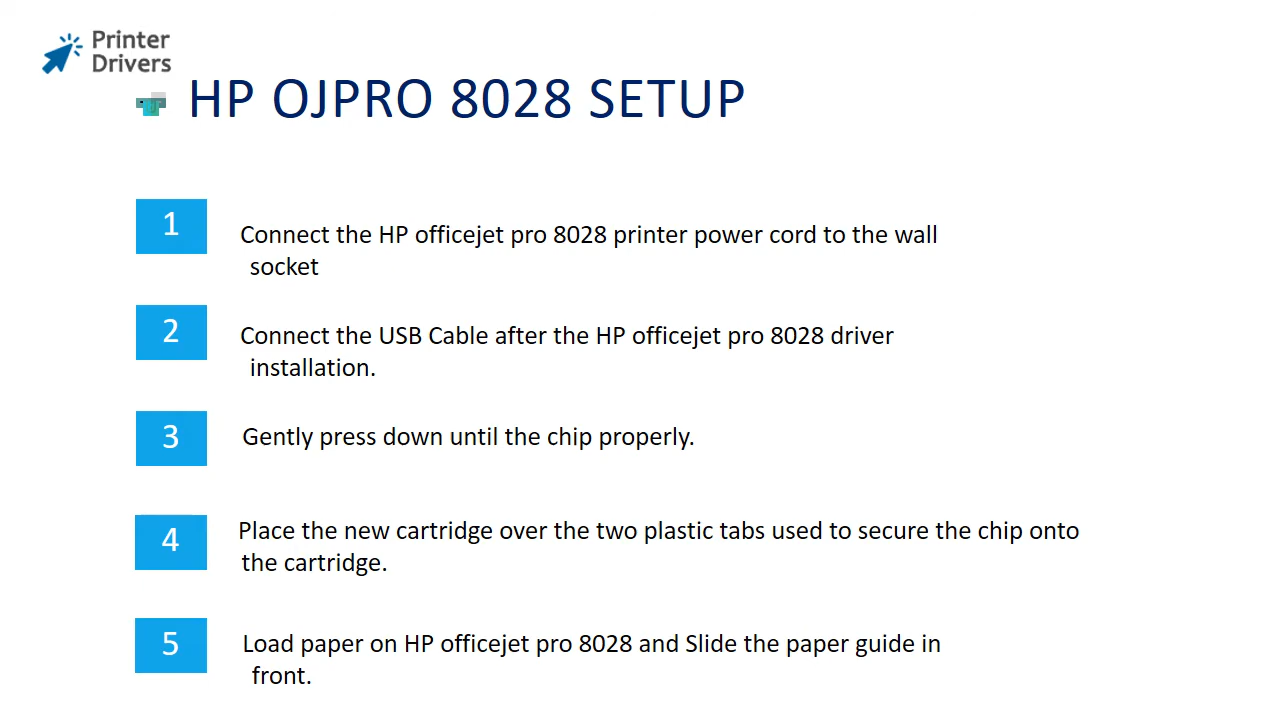 Printer
Drivers
HP OJPRO 8028 SETUP
1
Connect the HP officejet pro 8028 printer power cord to the wall
socket
2
Connect the USB Cable after the HP officejet pro 8028 driver
installation.
3
Gently press down until the chip properly.
4
Place the new cartridge over the two plastic tabs used to secure the chip onto
the cartridge.
5
Load paper on HP officejet pro 8028 and Slide the paper guide in
front.